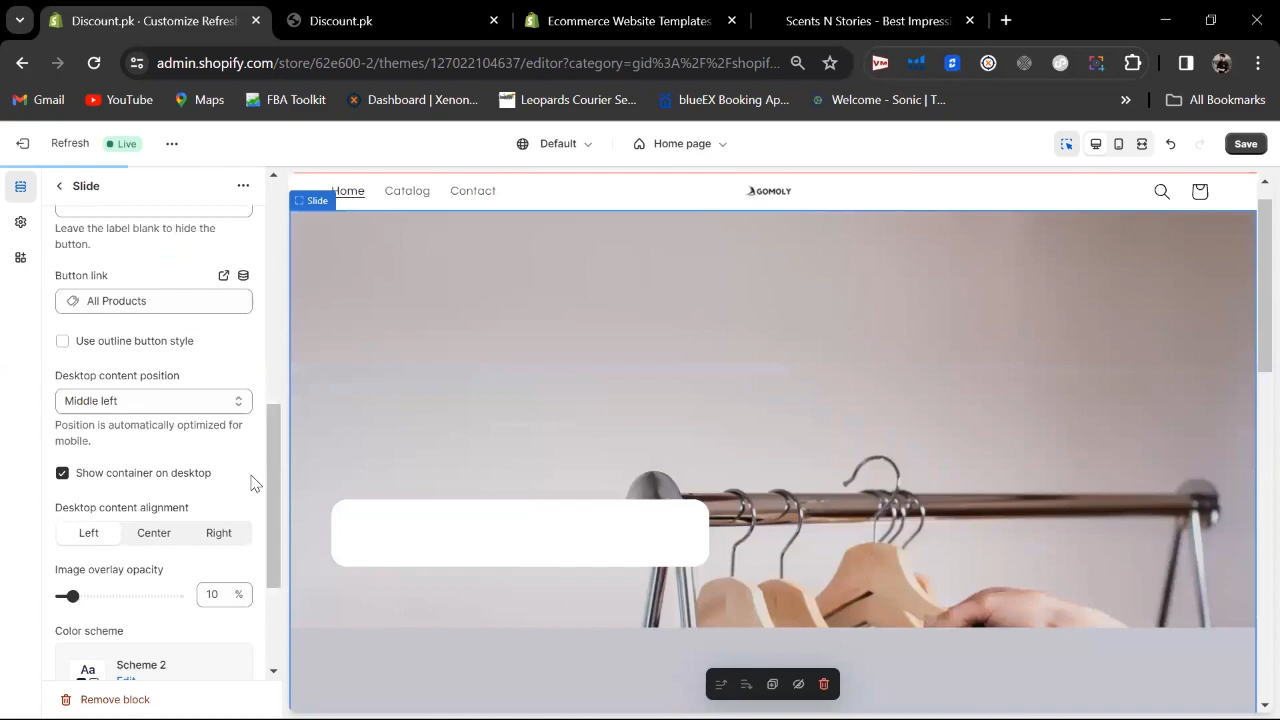 Discount.pk · Customize Refresh
Discount.pk
Ecommerce Website Templates
Scents N Stories - Best Impressi
admin.shopify.com/store/62e600-2/themes/127022104637/editor?category=gid%3A%2F%2Fshopif...
Gmail
YouTube
Maps
FBA Toolkit
Dashboard | Xenon...
Leopards Courier Se...
blueEX Booking Ap...
Welcome - Sonic | T...
All Bookmarks
Refresh
Live
Default
Home page
Save
Slide
Leave the label blank to hide the
button.
Button link
All Products
Use outline button style
Desktop content position
Middle left
Position is automatically optimized for
mobile.
Show container on desktop
Desktop content alignment
Left
Center
Right
Image overlay opacity
10 %
Color scheme
Aa
Scheme 2
Edit
Remove block
Home
Catalog
Contact
GOMOLY
Slide